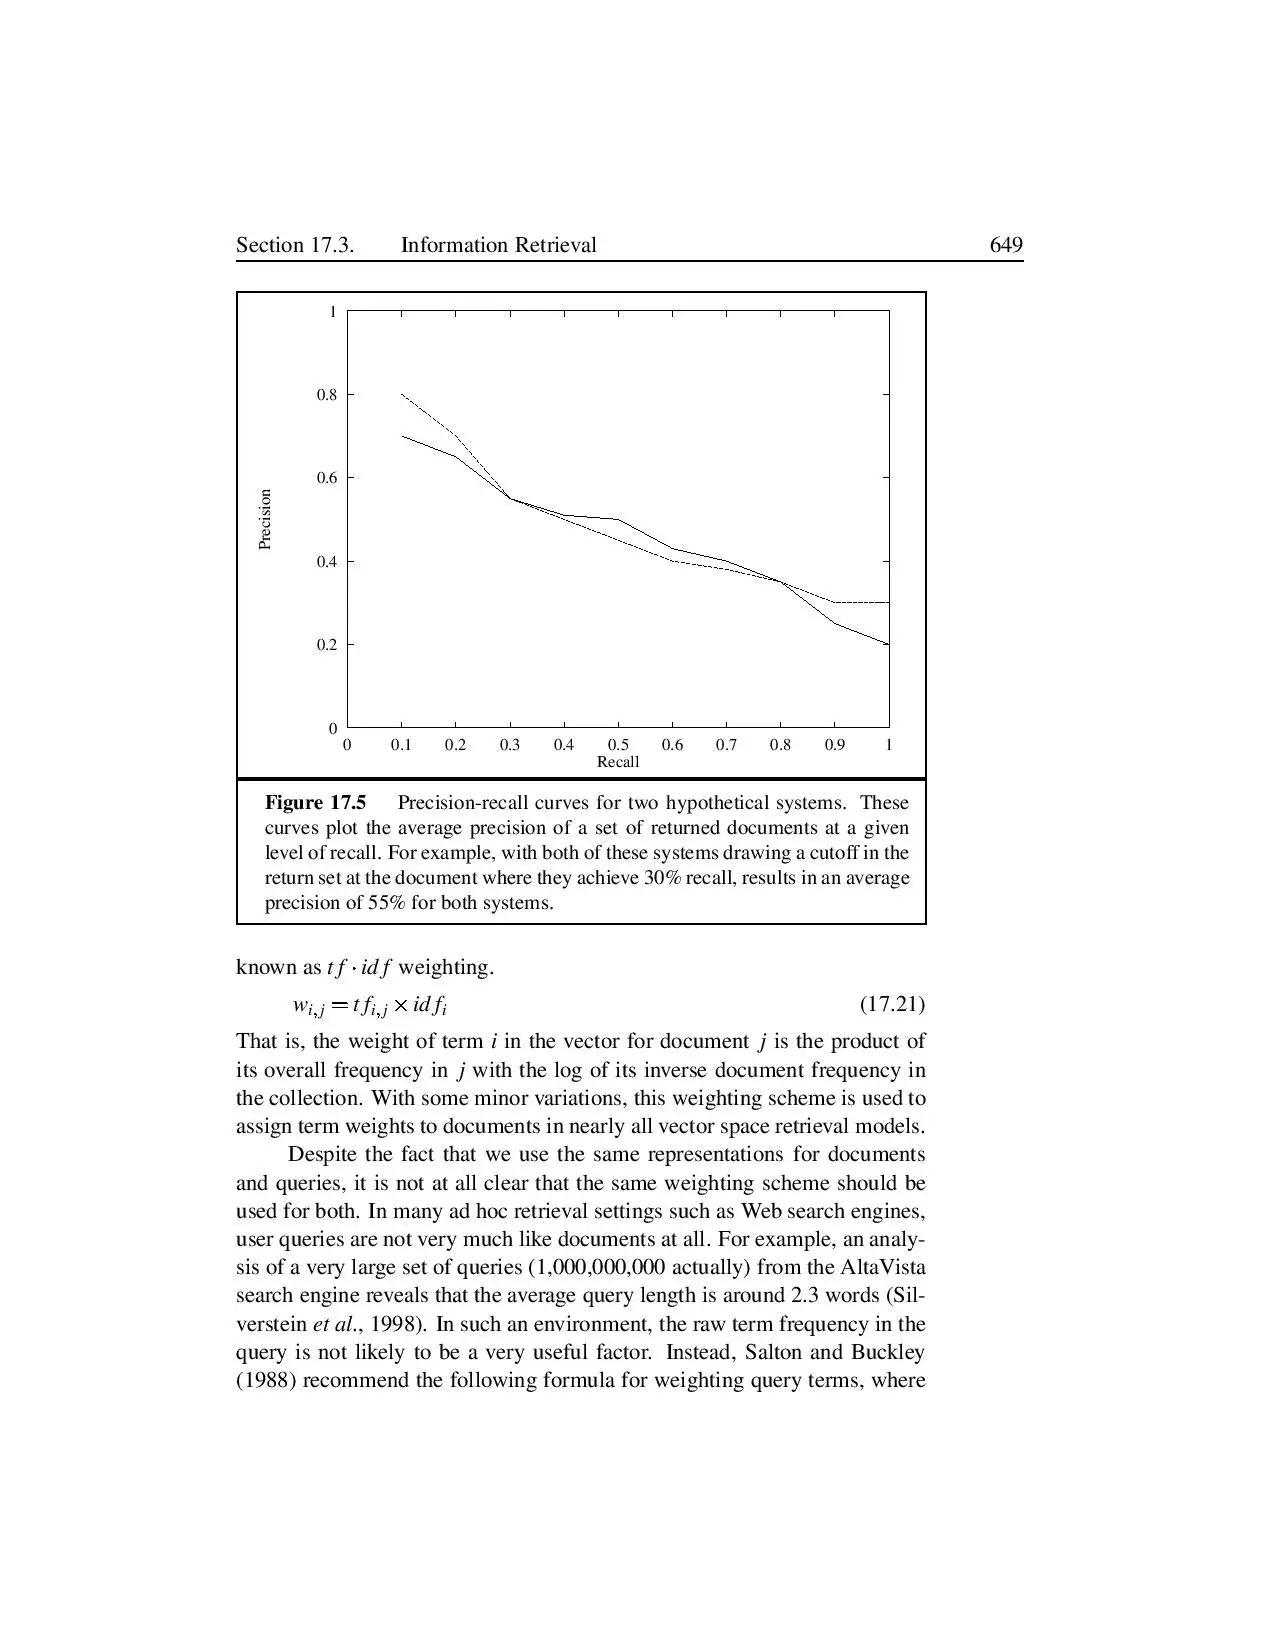 Section 17.3. Information Retrieval 649
1
0.8
0.6
0.4
0.2
0
Precision
0 0.1 0.2 0.3 0.4 0.5 0.6 0.7 0.8 0.9 1
Recall
Figure 17.5 Precision-recall curves for two hypothetical systems. These
curves plot the average precision of a set of returned documents at a given
level of recall. For example, with both of these systems drawing a cutoff in the
return set at the document where they achieve 30% recall, results in an average
precision of 55% for both systems.
known as tf · idf weighting.
w_{i,j} = tf_{i,j} × idf_i (17.21)
That is, the weight of term i in the vector for document j is the product of
its overall frequency in j with the log of its inverse document frequency in
the collection. With some minor variations, this weighting scheme is used to
assign term weights to documents in nearly all vector space retrieval models.
Despite the fact that we use the same representations for documents
and queries, it is not at all clear that the same weighting scheme should be
used for both. In many ad hoc retrieval settings such as Web search engines,
user queries are not very much like documents at all. For example, an analy-
sis of a very large set of queries (1,000,000,000 actually) from the AltaVista
search engine reveals that the average query length is around 2.3 words (Sil-
verstein et al., 1998). In such an environment, the raw term frequency in the
query is not likely to be a very useful factor. Instead, Salton and Buckley
(1988) recommend the following formula for weighting query terms, where